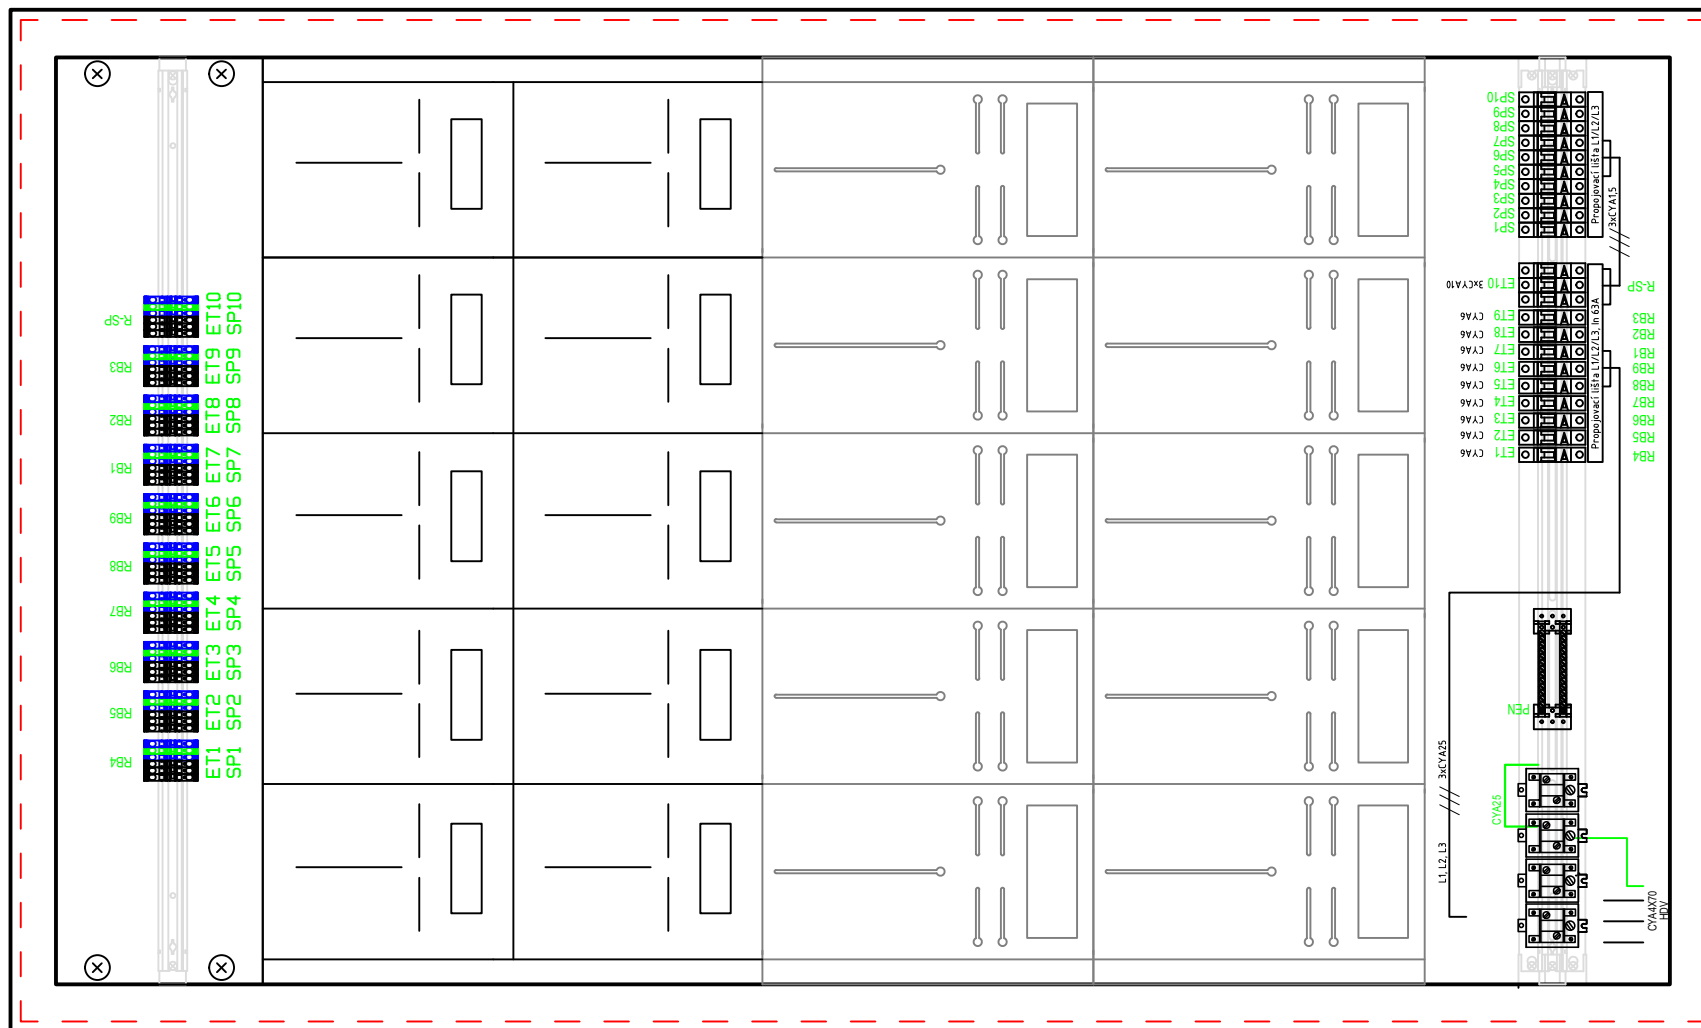 R-SP
ET10
SP10
RB3
ET9
SP9
RB2
ET8
SP8
RB1
ET7
SP7
RB9
ET6
SP6
RB8
ET5
SP5
RB7
ET4
SP4
RB6
ET3
SP3
RB5
ET2
SP2
RB4
ET1
SP1
SP10
SP9
SP8
SP7
SP6
SP5
SP4
SP3
SP2
SP1
Propojovací lišta L1/L2/L3
3xCYA1,5
3xCYA10 ET10 R-SP
CYA6 ET9 RB3
CYA6 ET8 RB2
CYA6 ET7 RB1
CYA6 ET6 RB9
CYA6 ET5 RB8
CYA6 ET4 RB7
CYA6 ET3 RB6
CYA6 ET2 RB5
CYA6 ET1 RB4
Propojovací lišta L1/L2/L3, In 63A
PEN
L1, L2, L3 3xCYA25
CYA25
CYA4X70
HDV